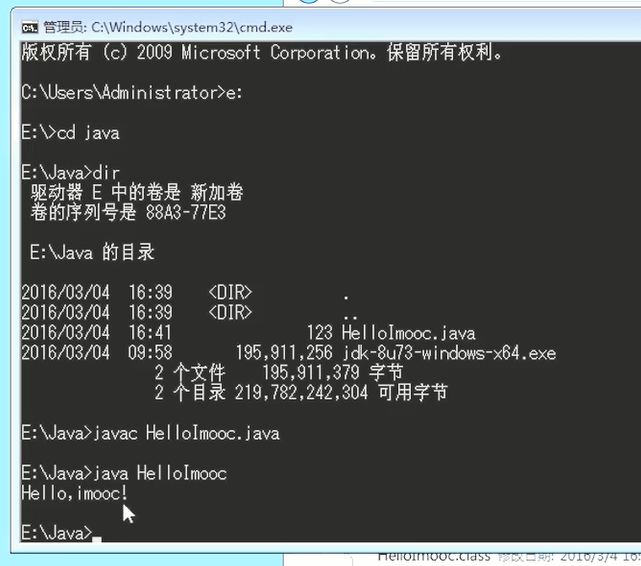 管理员: C:\Windows\system32\cmd.exe
版权所有 (c) 2009 Microsoft Corporation。保留所有权利。
C:\Users\Administrator>e:
E:\>cd java
E:\Java>dir
驱动器 E 中的卷是 新加卷
卷的序列号是 88A3-77E3
E:\Java 的目录
2016/03/04 16:39 <DIR> .
2016/03/04 16:39 <DIR> ..
2016/03/04 16:41 123 HelloImooc.java
2016/03/04 09:58 195,911,256 jdk-8u73-windows-x64.exe
2 个文件 195,911,379 字节
2 个目录 219,782,242,304 可用字节
E:\Java>javac HelloImooc.java
E:\Java>java HelloImooc
Hello,imooc!
E:\Java>
HelloImooc.class 修改日期: 2016/3/4